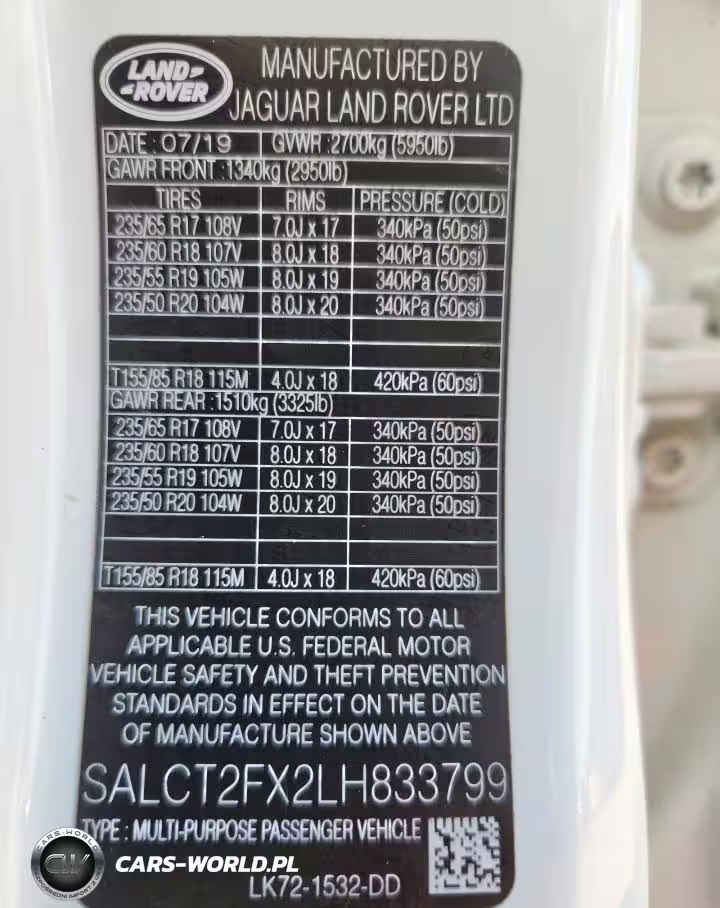 LAND ROVER
MANUFACTURED BY
JAGUAR LAND ROVER LTD
DATE : 07/19 GVWR :2700kg (5950lb)
GAWR FRONT :1340kg (2950lb)
TIRES RIMS PRESSURE (COLD)
235/65 R17 108V 7.0J x 17 340kPa (50psi)
235/60 R18 107V 8.0J x 18 340kPa (50psi)
235/55 R19 105W 8.0J x 19 340kPa (50psi)
235/50 R20 104W 8.0J x 20 340kPa (50psi)
T155/85 R18 115M 4.0J x 18 420kPa (60psi)
GAWR REAR :1510kg (3325lb)
235/65 R17 108V 7.0J x 17 340kPa (50psi)
235/60 R18 107V 8.0J x 18 340kPa (50psi)
235/55 R19 105W 8.0J x 19 340kPa (50psi)
235/50 R20 104W 8.0J x 20 340kPa (50psi)
T155/85 R18 115M 4.0J x 18 420kPa (60psi)
THIS VEHICLE CONFORMS TO ALL
APPLICABLE U.S. FEDERAL MOTOR
VEHICLE SAFETY AND THEFT PREVENTION
STANDARDS IN EFFECT ON THE DATE
OF MANUFACTURE SHOWN ABOVE
SALCT2FX2LH833799
TYPE : MULTI-PURPOSE PASSENGER VEHICLE
CARS-WORLD
CW
CARS-WORLD.PL
LK72-1532-DD